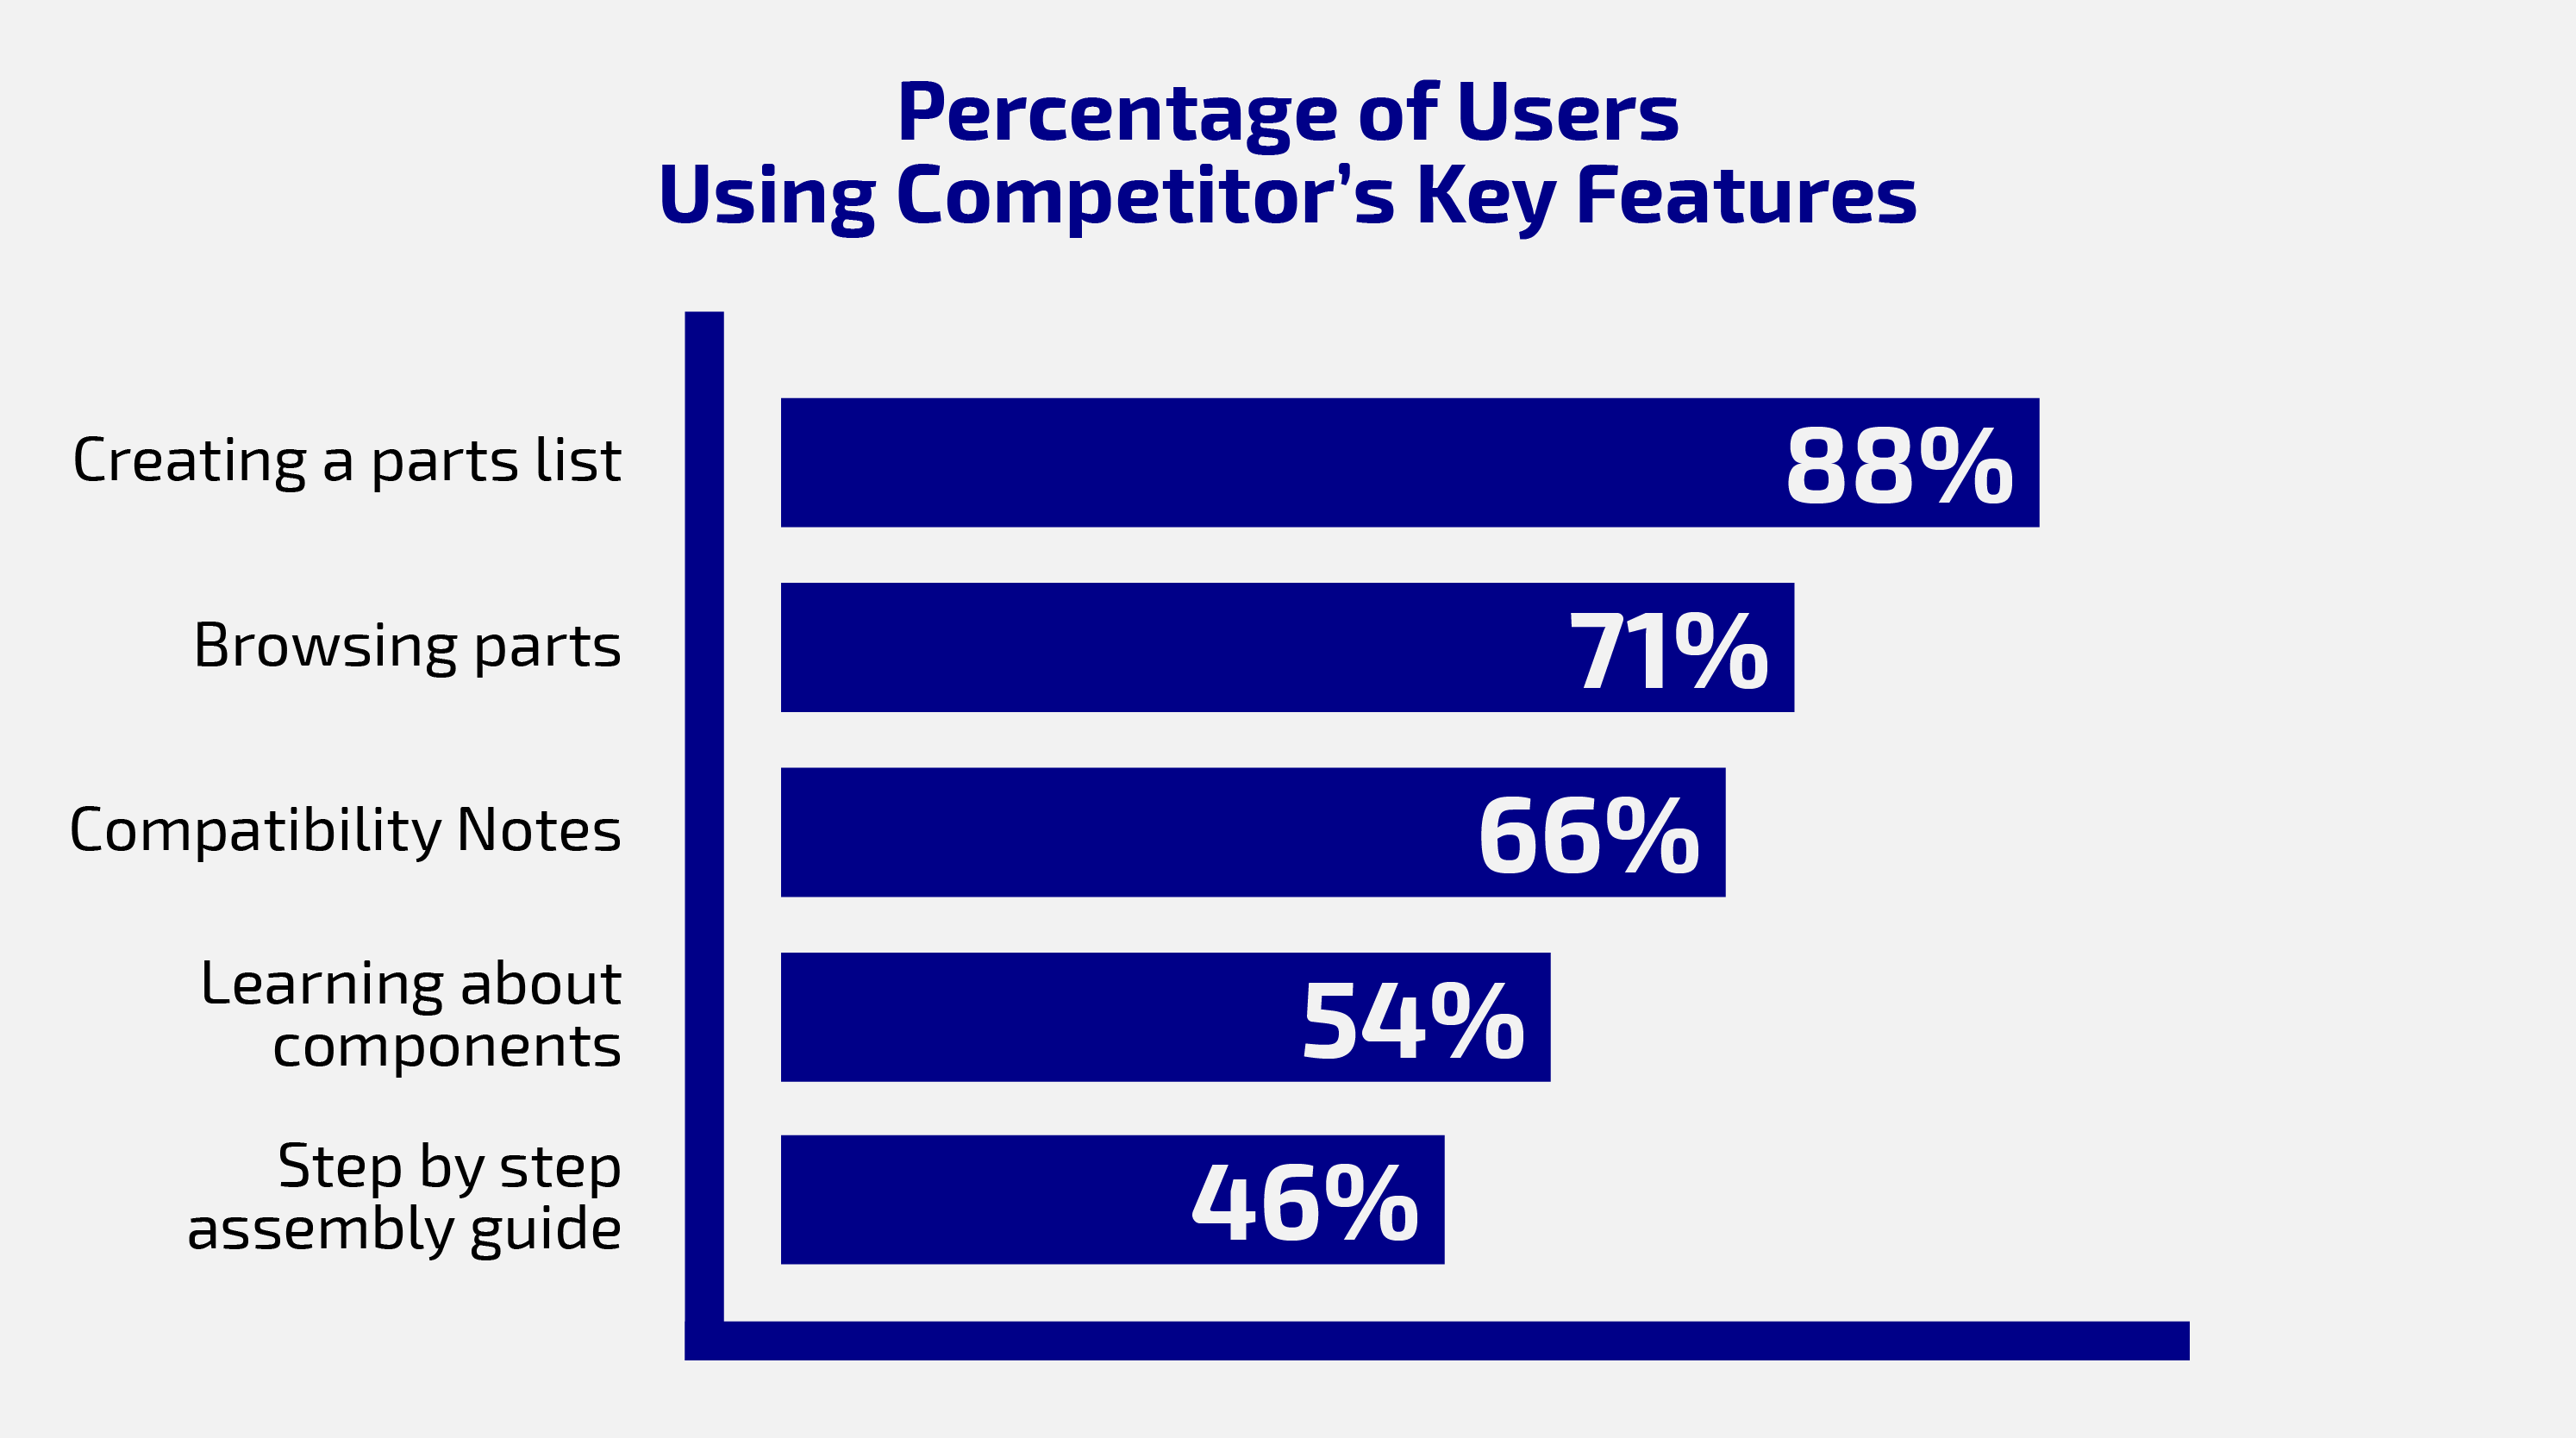 Percentage of Users
Using Competitor’s Key Features
Creating a parts list
88%
Browsing parts
71%
Compatibility Notes
66%
Learning about
components
54%
Step by step
assembly guide
46%